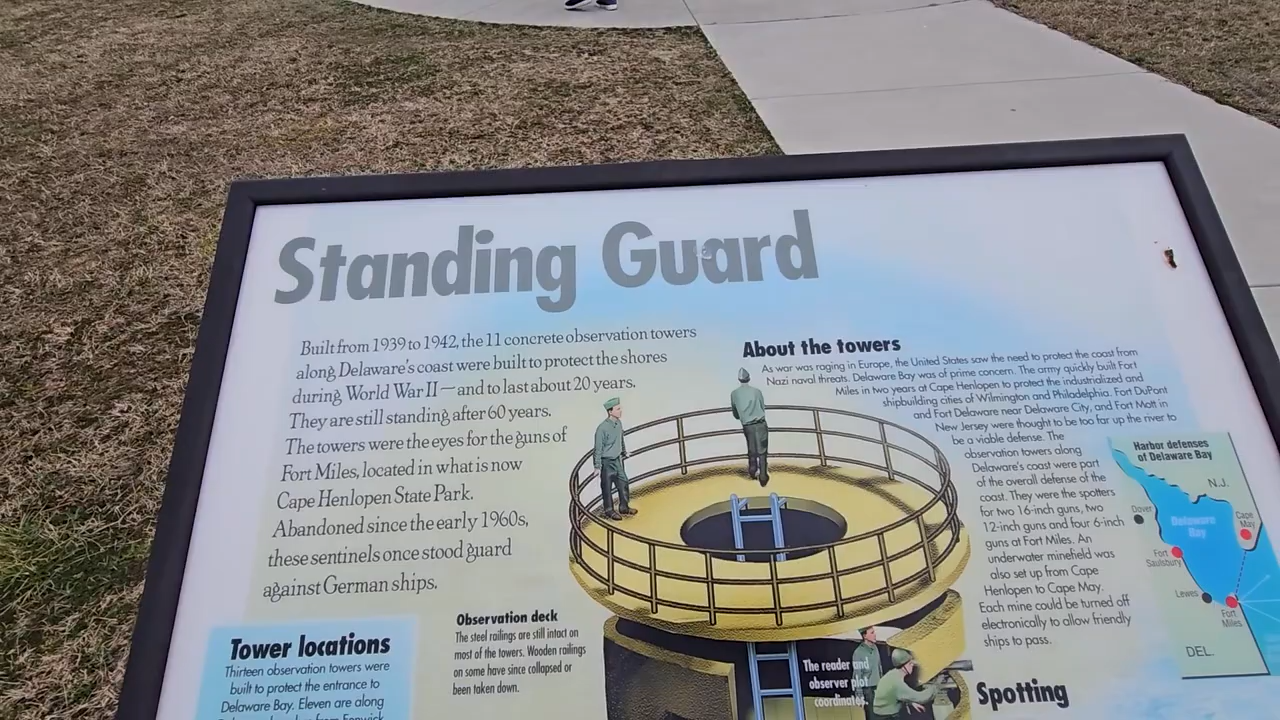 Standing Guard
Built from 1939 to 1942, the 11 concrete observation towers
along Delaware's coast were built to protect the shores
during World War II—and to last about 20 years.
They are still standing after 60 years.
The towers were the eyes for the guns of
Fort Miles, located in what is now
Cape Henlopen State Park.
Abandoned since the early 1960s,
these sentinels once stood guard
against German ships.
About the towers
As war was raging in Europe, the United States saw the need to protect the coast from
Nazi naval threats. Delaware Bay was of prime concern. The army quickly built Fort
Miles in two years at Cape Henlopen to protect the industrialized and
shipbuilding cities of Wilmington and Philadelphia. Fort DuPont
and Fort Delaware near Delaware City, and Fort Mott in
New Jersey were thought to be too far up the river to
be a viable defense. The
observation towers along
Delaware's coast were part
of the overall defense of the
coast. They were the spotters
for two 16-inch guns, two
12-inch guns and four 6-inch
guns at Fort Miles. An
underwater minefield was
also set up from Cape
Henlopen to Cape May.
Each mine could be turned off
electronically to allow friendly
ships to pass.
Harbor defenses
of Delaware Bay
N.J.
Dover
Delaware
Bay
Cape
May
Fort
Saulsbury
Lewes
Fort
Miles
DEL.
Observation deck
The steel railings are still intact on
most of the towers. Wooden railings
on some have since collapsed or
been taken down.
Tower locations
Thirteen observation towers were
built to protect the entrance to
Delaware Bay. Eleven are along
from Fenwick
The reader and
observer plot
coordinates.
Spotting